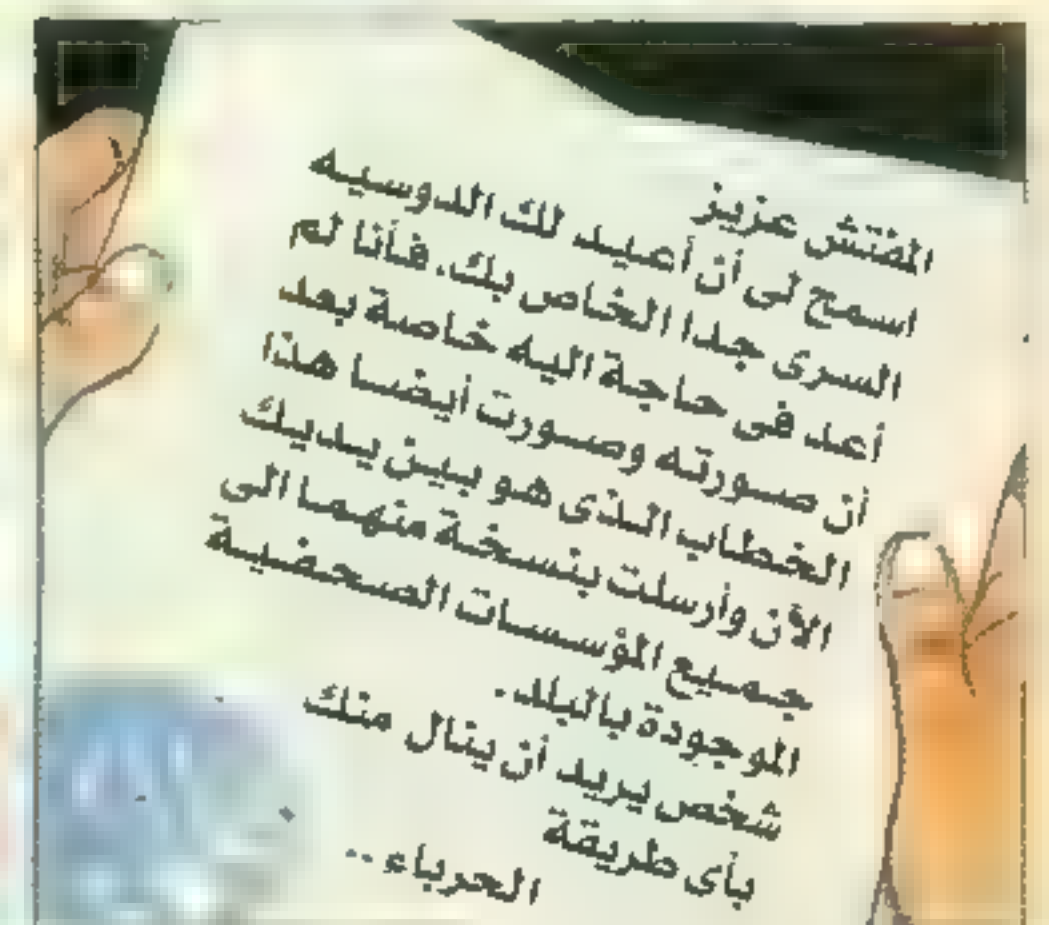 المفتش عزيز
اسمح لى أن أعيد لك الدوسيه
السرى جدا الخاص بك. فأنا لم
أعد فى حاجة اليه خاصة بعد
أن صورته وصورت أيضا هذا
الخطاب الذى هو بين يديك
الآن وأرسلت بنسخة منهما الى
جميع المؤسسات الصحفية
الموجودة بالبلد.
شخص يريد أن ينال منك
بأى طريقة
الحرباء..